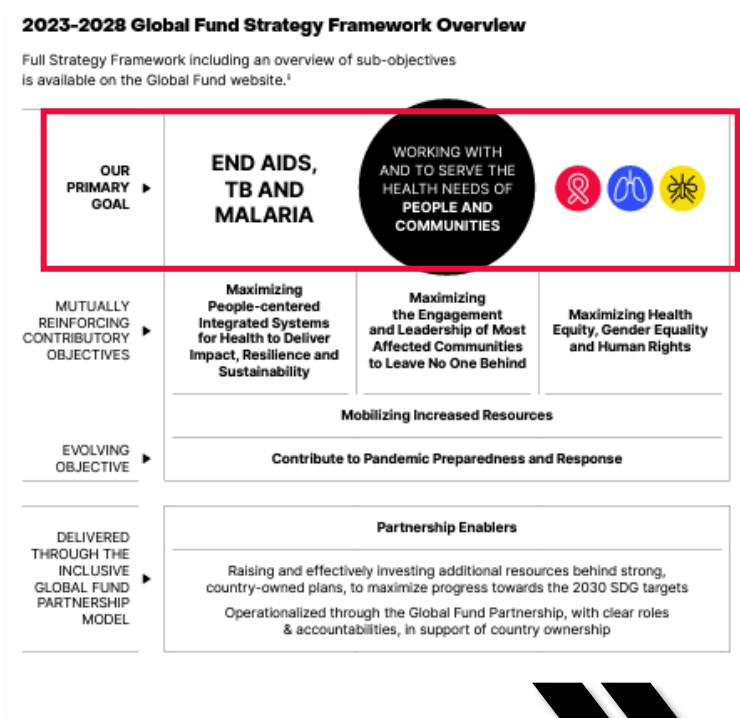 2023-2028 Global Fund Strategy Framework Overview
Full Strategy Framework including an overview of sub-objectives
is available on the Global Fund website.ⁱ
OUR
PRIMARY
GOAL
END AIDS,
TB AND
MALARIA
WORKING WITH
AND TO SERVE THE
HEALTH NEEDS OF
PEOPLE AND
COMMUNITIES
MUTUALLY
REINFORCING
CONTRIBUTORY
OBJECTIVES
Maximizing
People-centered
Integrated Systems
for Health to Deliver
Impact, Resilience and
Sustainability
Maximizing
the Engagement
and Leadership of Most
Affected Communities
to Leave No One Behind
Maximizing Health
Equity, Gender Equality
and Human Rights
Mobilizing Increased Resources
EVOLVING
OBJECTIVE
Contribute to Pandemic Preparedness and Response
DELIVERED
THROUGH THE
INCLUSIVE
GLOBAL FUND
PARTNERSHIP
MODEL
Partnership Enablers
Raising and effectively investing additional resources behind strong,
country-owned plans, to maximize progress towards the 2030 SDG targets
Operationalized through the Global Fund Partnership, with clear roles
& accountabilities, in support of country ownership